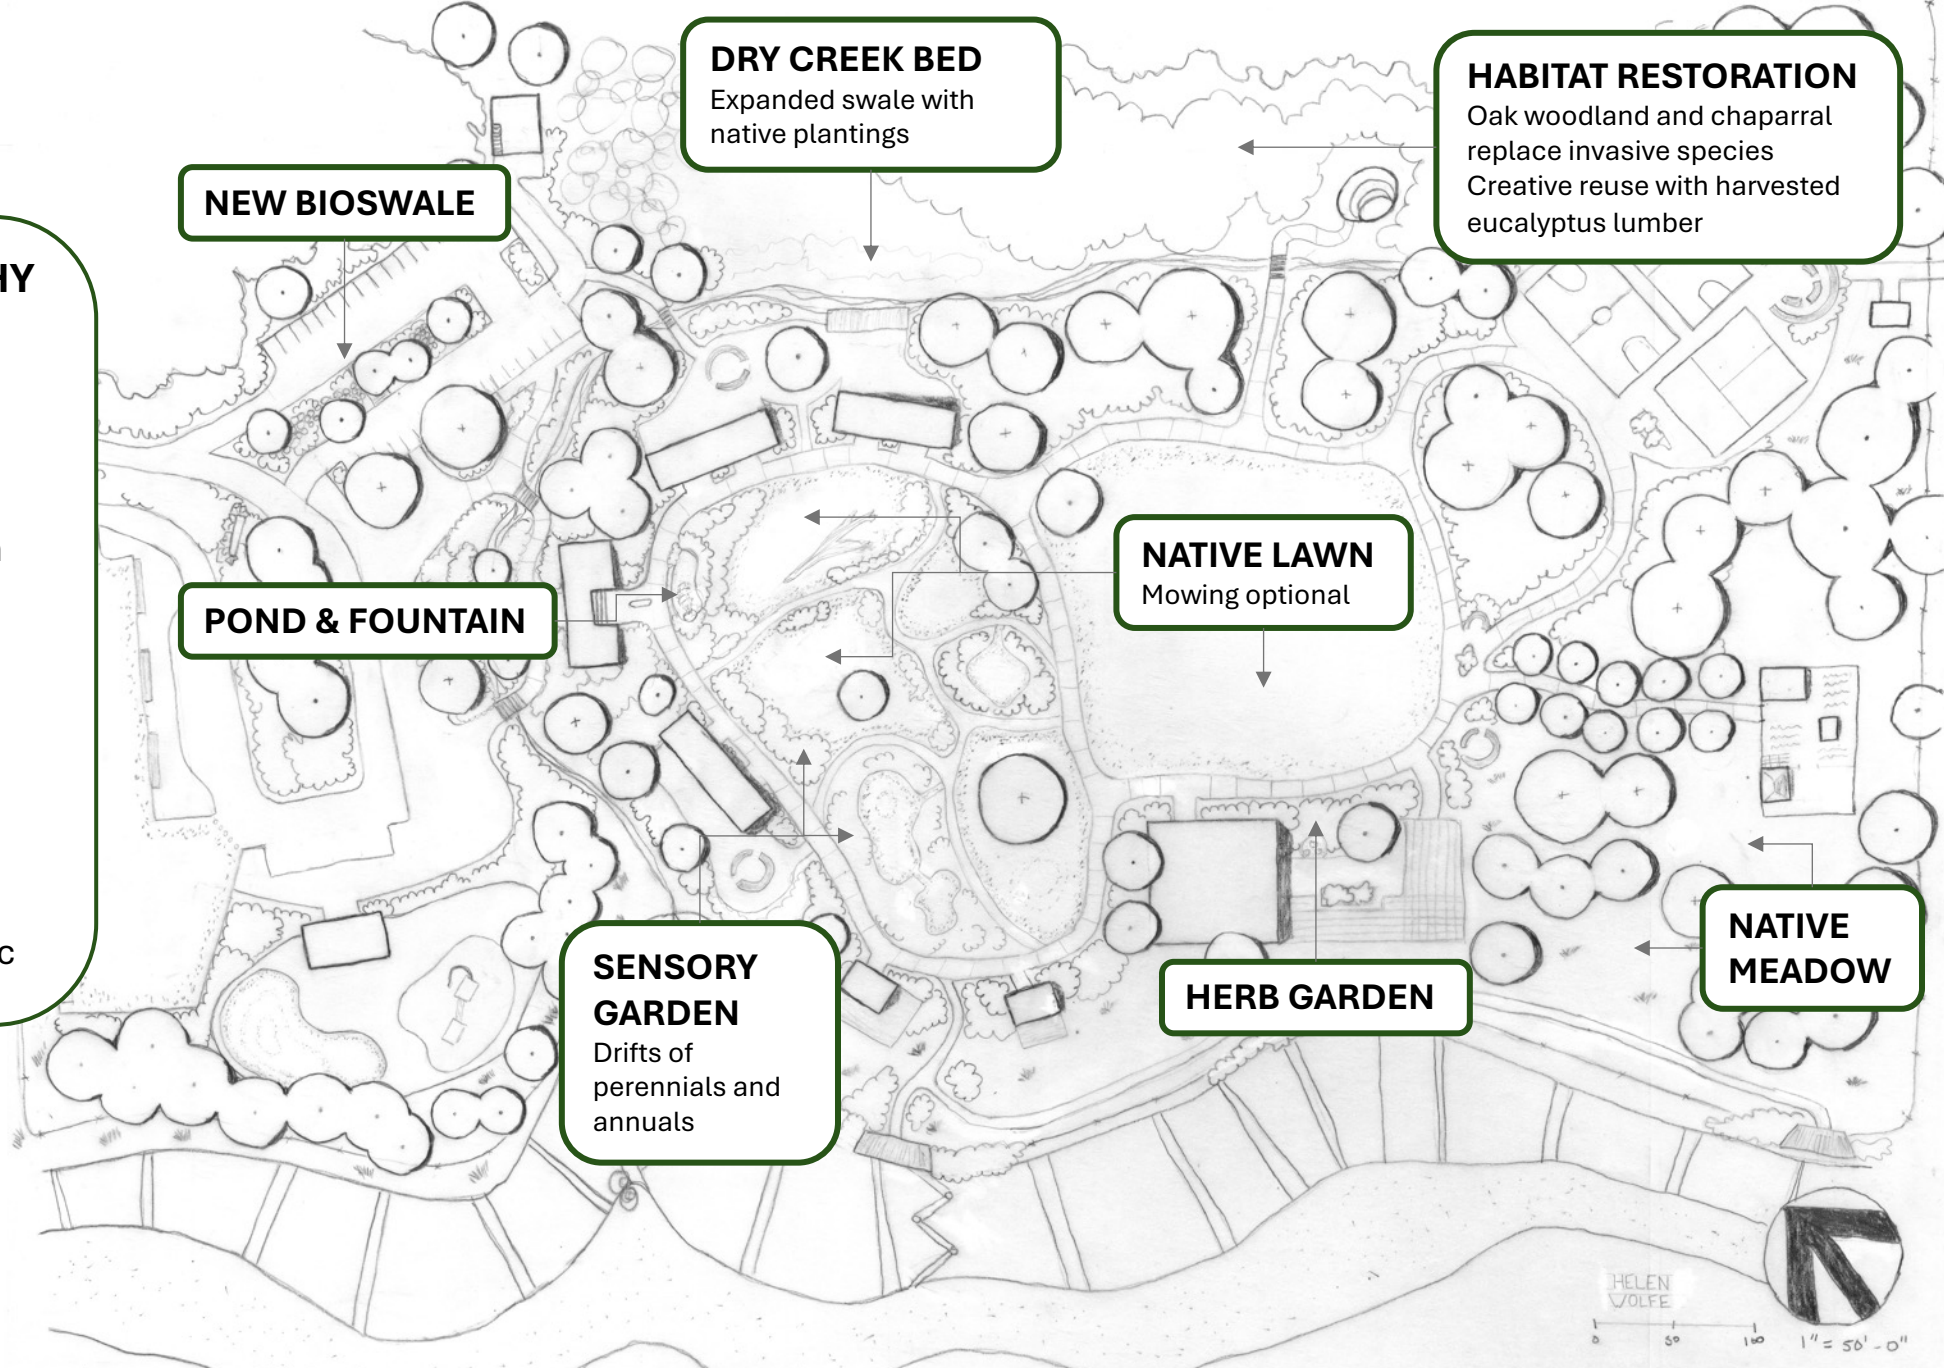 HY
c
DRY CREEK BED
Expanded swale with
native plantings
HABITAT RESTORATION
Oak woodland and chaparral
replace invasive species
Creative reuse with harvested
eucalyptus lumber
NEW BIOSWALE
NATIVE LAWN
Mowing optional
POND & FOUNTAIN
SENSORY
GARDEN
Drifts of
perennials and
annuals
HERB GARDEN
NATIVE
MEADOW
HELEN
WOLFE
0 50 100
1" = 50'-0"